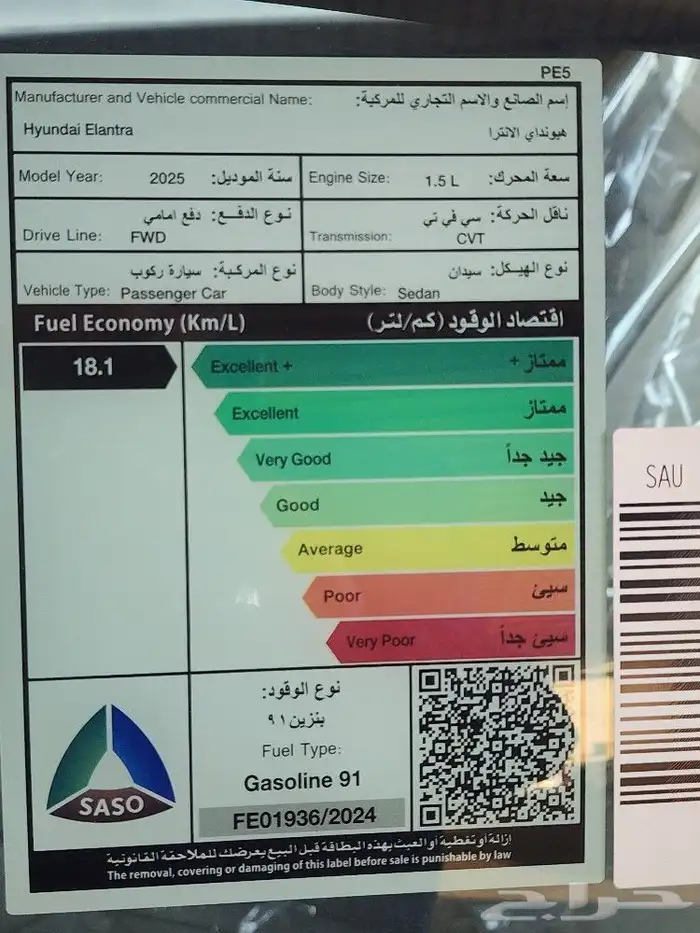 PE5
Manufacturer and Vehicle commercial Name: إسم الصانع والاسم التجاري للمركبة:
Hyundai Elantra هيونداي الانترا
Model Year: 2025 سنة الموديل: Engine Size: 1.5 L سعة المحرك:
نوع الدفع: دفع امامي ناقل الحركة: سي في تي
Drive Line: FWD Transmission: CVT
نوع المركبة: سيارة ركوب نوع الهيكل: سيدان
Vehicle Type: Passenger Car Body Style: Sedan
Fuel Economy (Km/L) اقتصاد الوقود (كم/لتر)
18.1 Excellent + ممتاز +
Excellent ممتاز
Very Good جيد جداً
Good جيد
Average متوسط
Poor سيئ
Very Poor سيئ جداً
نوع الوقود:
بنزين ٩١
Fuel Type:
Gasoline 91
FE01936/2024
SASO
إزالة أو تغطية أو العبث بهذه البطاقة قبل البيع يعرضك للملاحقة القانونية
The removal, covering or damaging of this label before sale is punishable by law
SAU
حراج